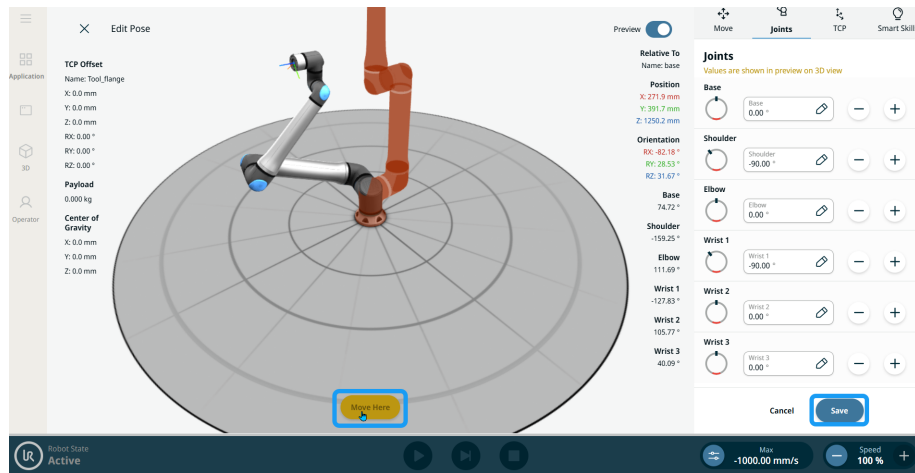 Edit Pose
Preview
Move
Joints
TCP
Smart Skill
Application
3D
Operator
TCP Offset
Name: Tool_flange
X: 0.0 mm
Y: 0.0 mm
Z: 0.0 mm
RX: 0.00 °
RY: 0.00 °
RZ: 0.00 °
Payload
0.000 kg
Center of
Gravity
X: 0.0 mm
Y: 0.0 mm
Z: 0.0 mm
Relative To
Name: base
Position
X: 271.9 mm
Y: 391.7 mm
Z: 1250.2 mm
Orientation
RX: -82.18 °
RY: 28.53 °
RZ: 31.67 °
Base
74.72 °
Shoulder
-159.25 °
Elbow
111.69 °
Wrist 1
-127.83 °
Wrist 2
105.77 °
Wrist 3
40.09 °
Joints
Values are shown in preview on 3D view
Base
Base
0.00 °
Shoulder
Shoulder
-90.00 °
Elbow
Elbow
0.00 °
Wrist 1
Wrist 1
-90.00 °
Wrist 2
Wrist 2
0.00 °
Wrist 3
Wrist 3
0.00 °
Move Here
Cancel
Save
UR
Robot State
Active
Max
-1000.00 mm/s
Speed
100 %